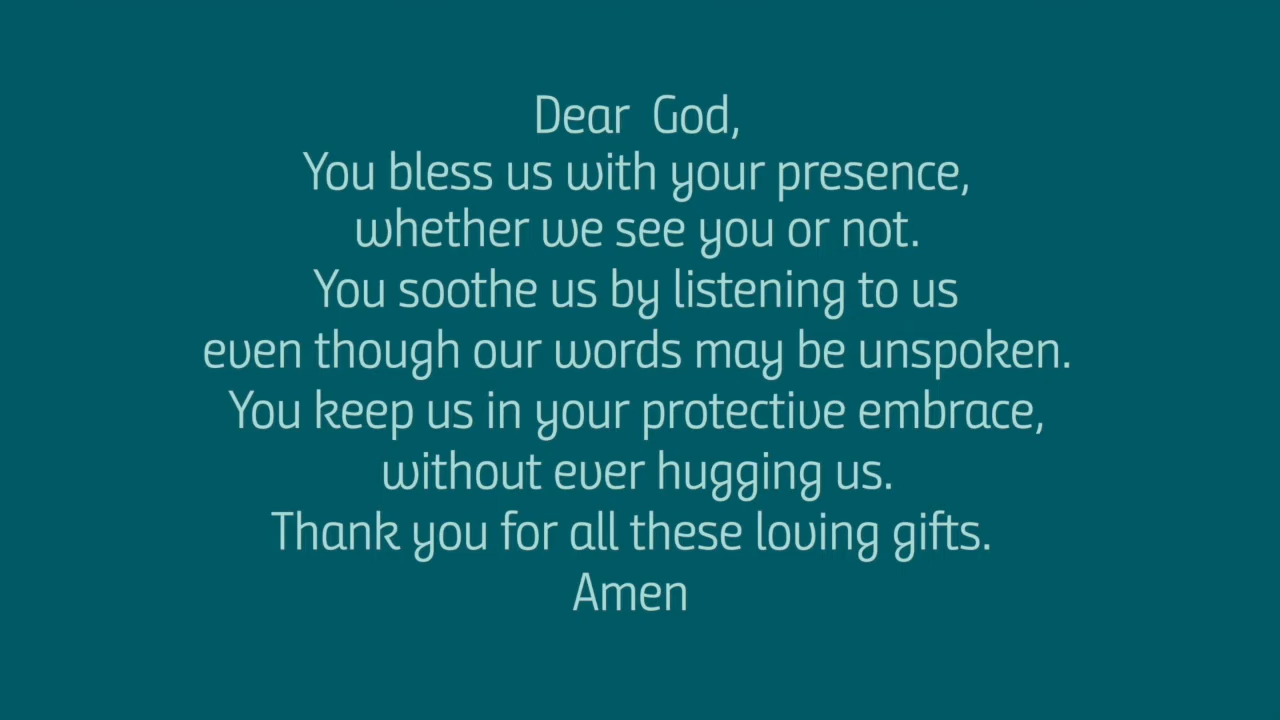 Dear God,
You bless us with your presence,
whether we see you or not.
You soothe us by listening to us
even though our words may be unspoken.
You keep us in your protective embrace,
without ever hugging us.
Thank you for all these loving gifts.
Amen